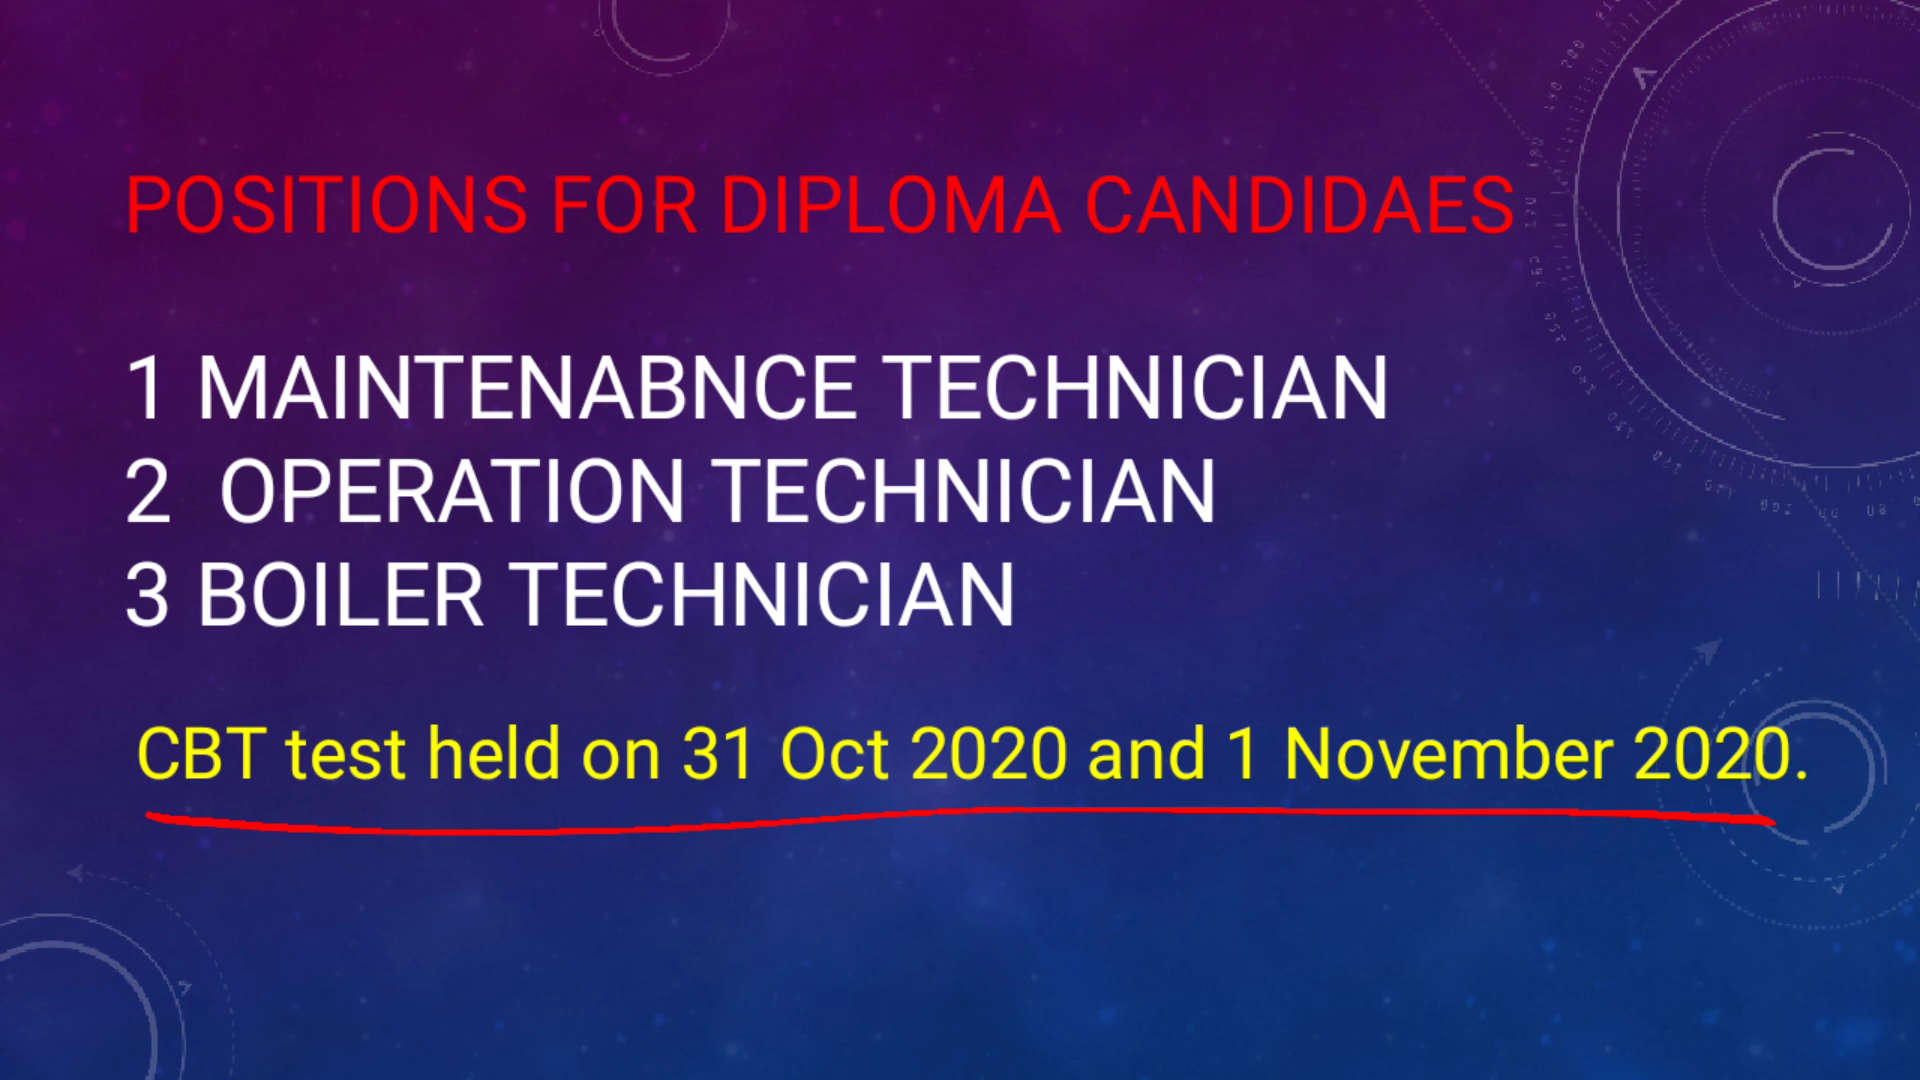 POSITIONS FOR DIPLOMA CANDIDAES
1 MAINTENABNCE TECHNICIAN
2 OPERATION TECHNICIAN
3 BOILER TECHNICIAN
CBT test held on 31 Oct 2020 and 1 November 2020.